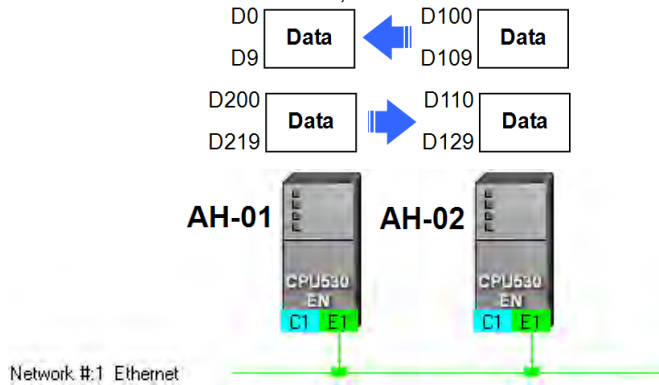 D0 Data D100 Data
D9 D109
D200 Data D110 Data
D219 D129
AH-01 AH-02
CPU530 CPU530
EN EN
C1 E1 C1 E1
Network #:1 Ethernet